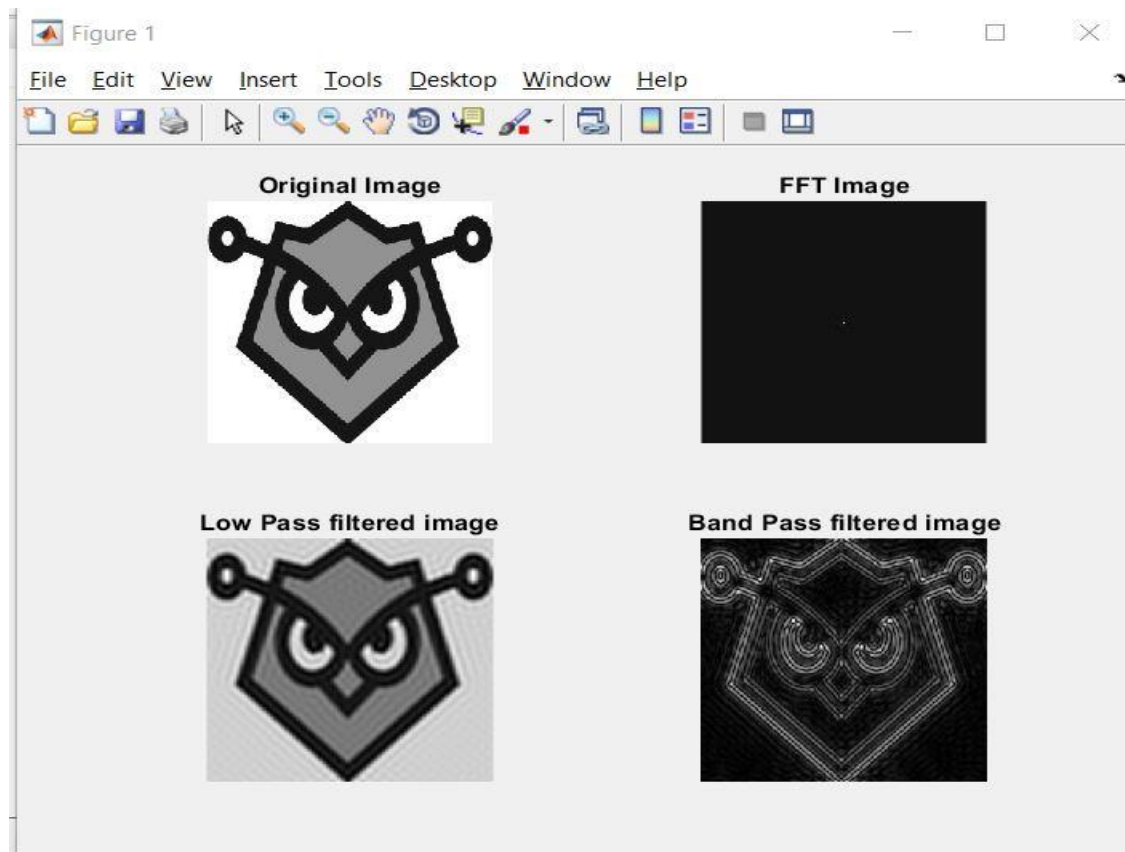 Figure 1
File Edit View Insert Tools Desktop Window Help
Original Image
FFT Image
Low Pass filtered image
Band Pass filtered image